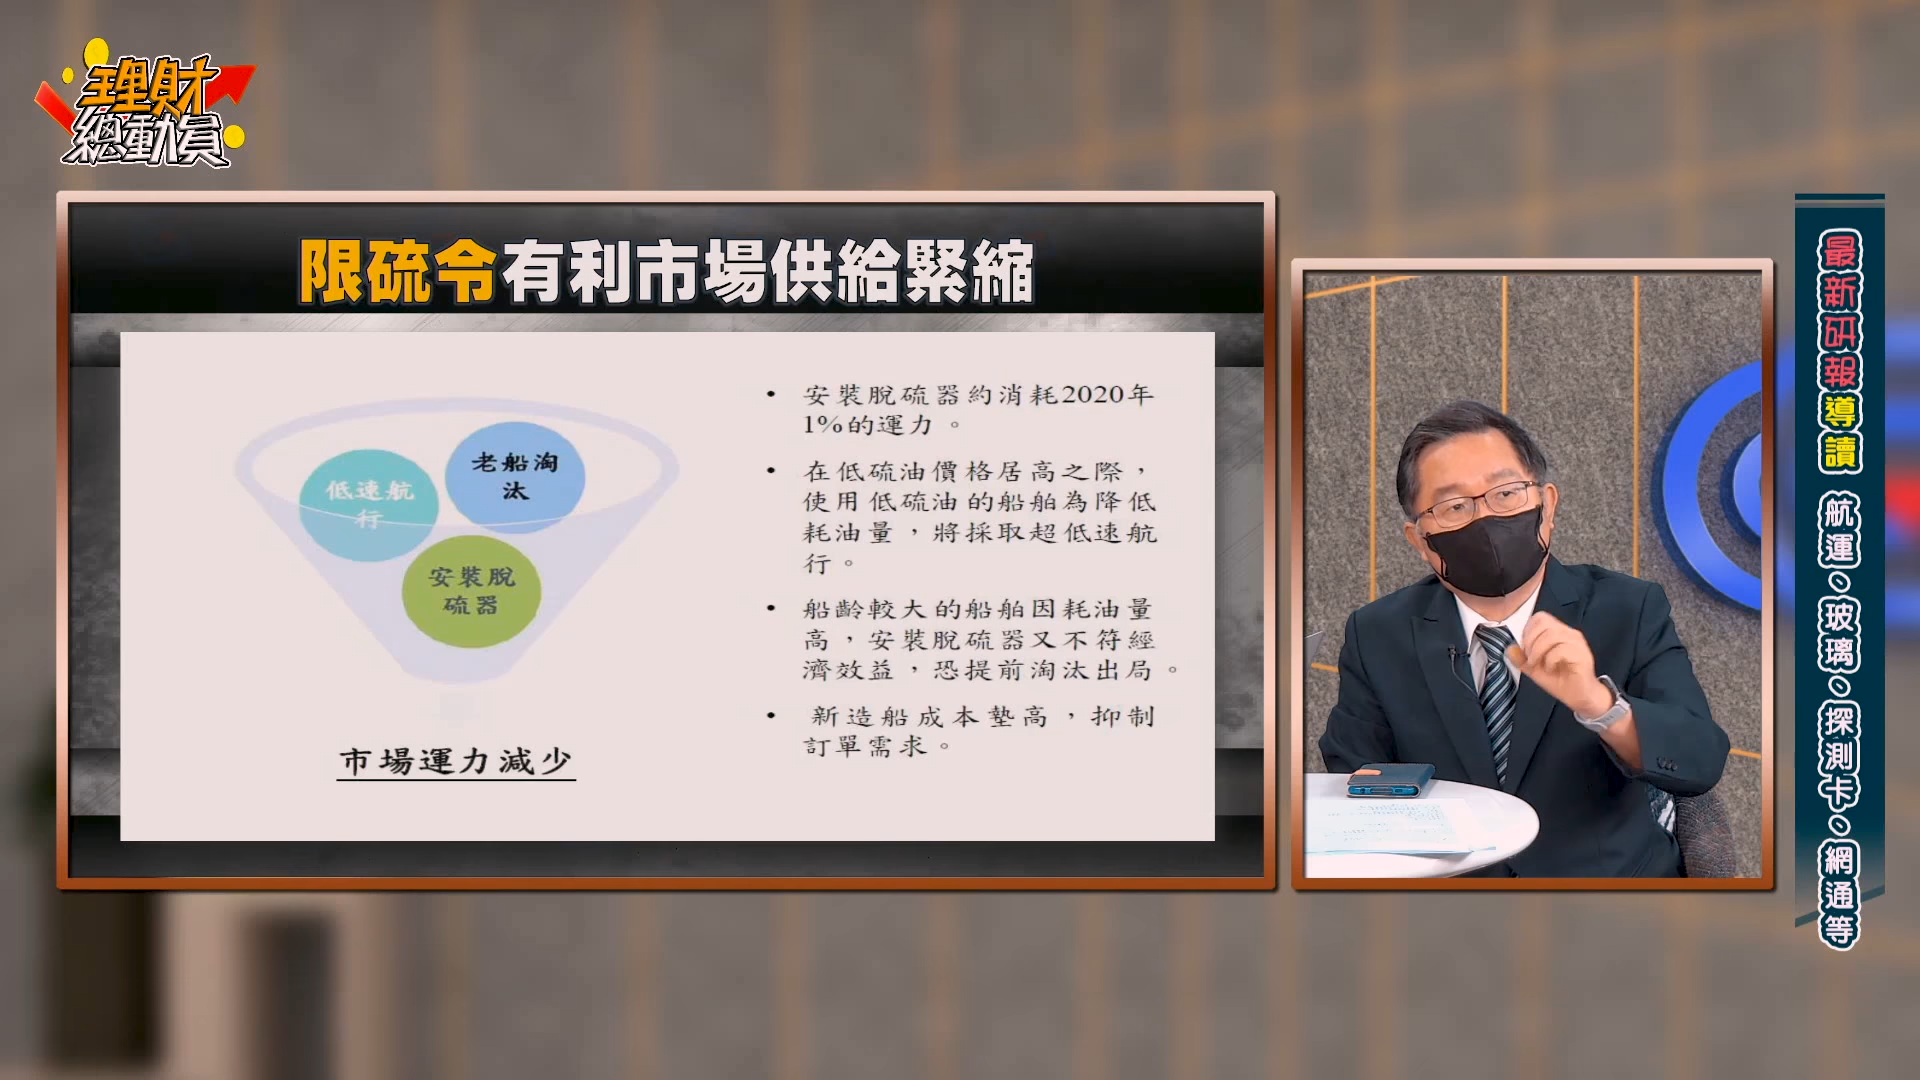 理財
總動員
限硫令有利市場供給緊縮
低速航
行
老船淘
汰
安裝脫
硫器
市場運力減少
• 安裝脫硫器約消耗2020年
1%的運力。
• 在低硫油價格居高之際，
使用低硫油的船舶為降低
耗油量，將採取超低速航
行。
• 船齡較大的船舶因耗油量
高，安裝脫硫器又不符經
濟效益，恐提前淘汰出局。
• 新造船成本墊高，抑制
訂單需求。
最新研報導讀 航運。玻璃。探測卡。網通等